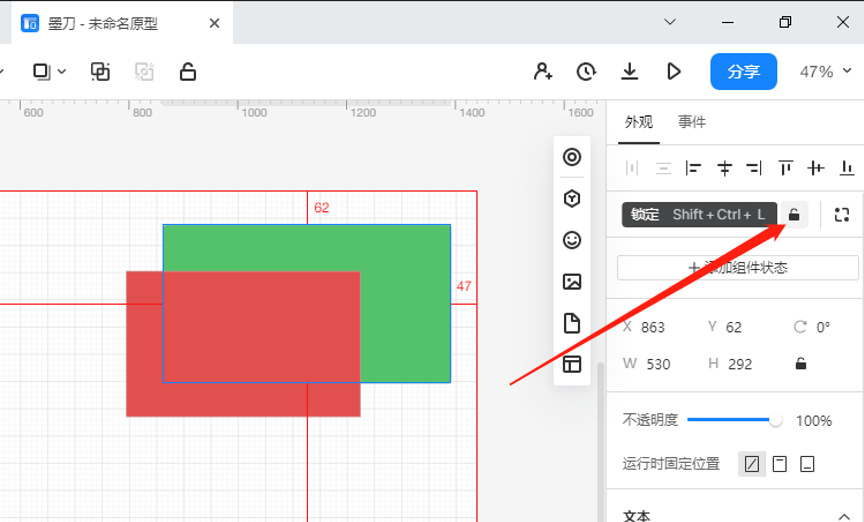 墨刀 - 未命名原型
分享
47%
600
800
1000
1200
1400
1600
外观
事件
62
锁定 Shift + Ctrl + L
添加组件状态
47
X 863
Y 62
0°
W 530
H 292
不透明度
100%
运行时固定位置
文本